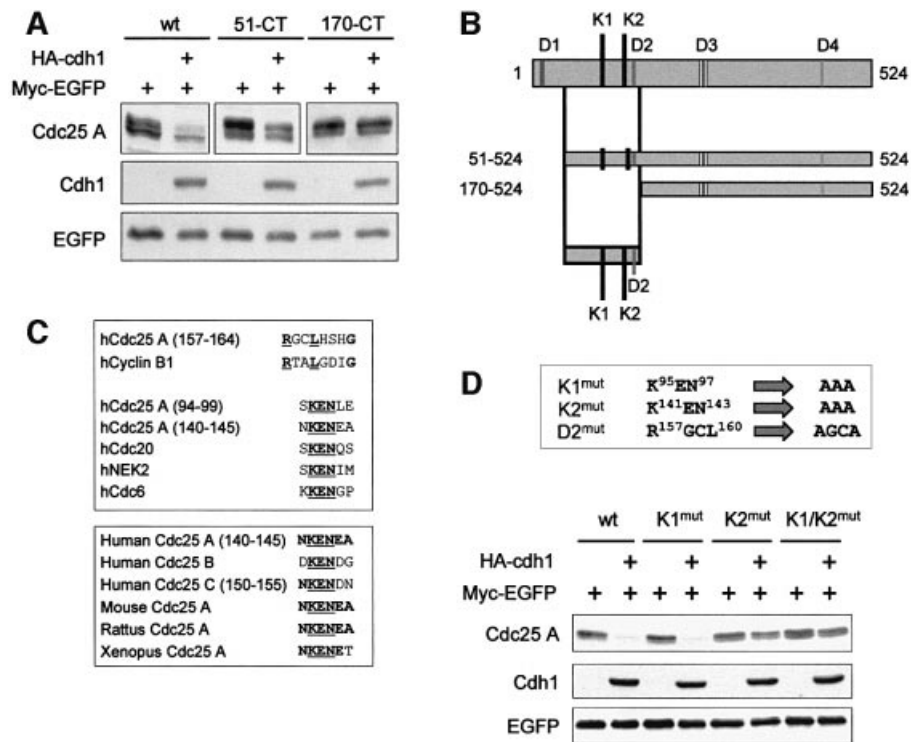 A
wt 51-CT 170-CT
HA-cdh1 + + +
Myc-EGFP + + + + + +
Cdc25 A
Cdh1
EGFP
B
K1 K2
D1 D2 D3 D4
1 524
51-524 524
170-524 524
D2
K1 K2
C
hCdc25 A (157-164) RGCLHSHG
hCyclin B1 RTALGDIG
hCdc25 A (94-99) SKENLE
hCdc25 A (140-145) NKENEA
hCdc20 SKENQS
hNEK2 SKENIM
hCdc6 KKENGP
Human Cdc25 A (140-145) NKENEA
Human Cdc25 B DKENDG
Human Cdc25 C (150-155) NKENDN
Mouse Cdc25 A NKENEA
Rattus Cdc25 A NKENEA
Xenopus Cdc25 A NKENET
D
K1mut K95EN97 AAA
K2mut K141EN143 AAA
D2mut R157GCL160 AGCA
wt K1mut K2mut K1/K2mut
HA-cdh1 + + + +
Myc-EGFP + + + + + + + +
Cdc25 A
Cdh1
EGFP